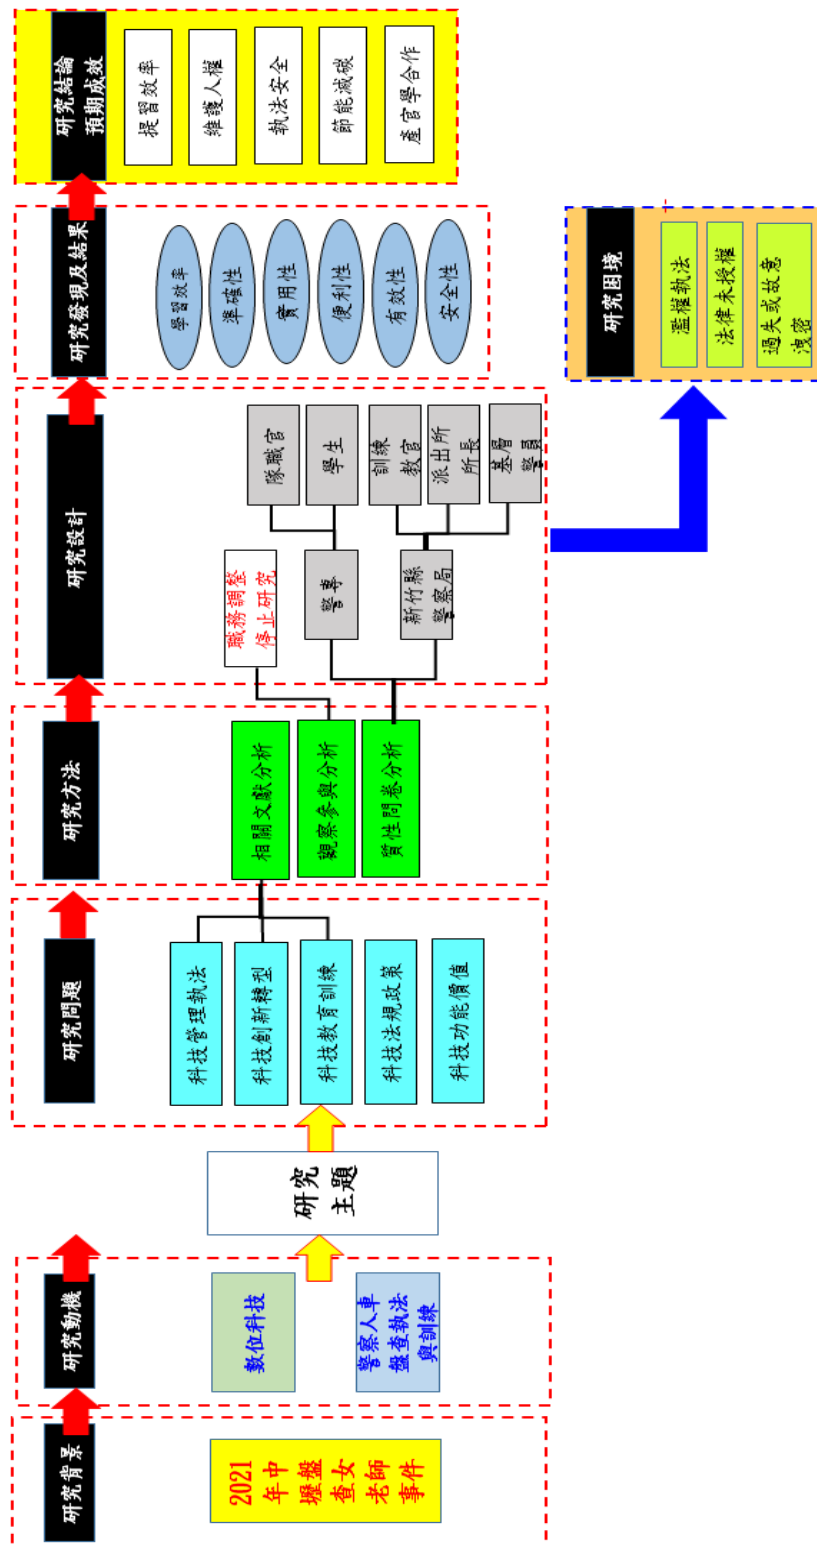 研究背景
2021
年中
壢盤
查女
老師
事件
研究動機
數位科技
警察人車
盤查執法
與訓練
研究
主題
研究問題
科技管理執法
科技創新轉型
科技教育訓練
科技法規政策
科技功能價值
研究方法
相關文獻分析
觀察參與分析
質性問卷分析
研究設計
職務調整
停止研究
警專
新竹縣
警察局
隊職官
學生
訓練
教官
派出所
所長
基層
警員
研究發現及結果
學習效率
準確性
實用性
便利性
有效性
安全性
研究結論
預期成效
提習效率
維護人權
執法安全
節能減碳
產官學合作
研究困境
濫權執法
法律未授權
過失或故意
洩密